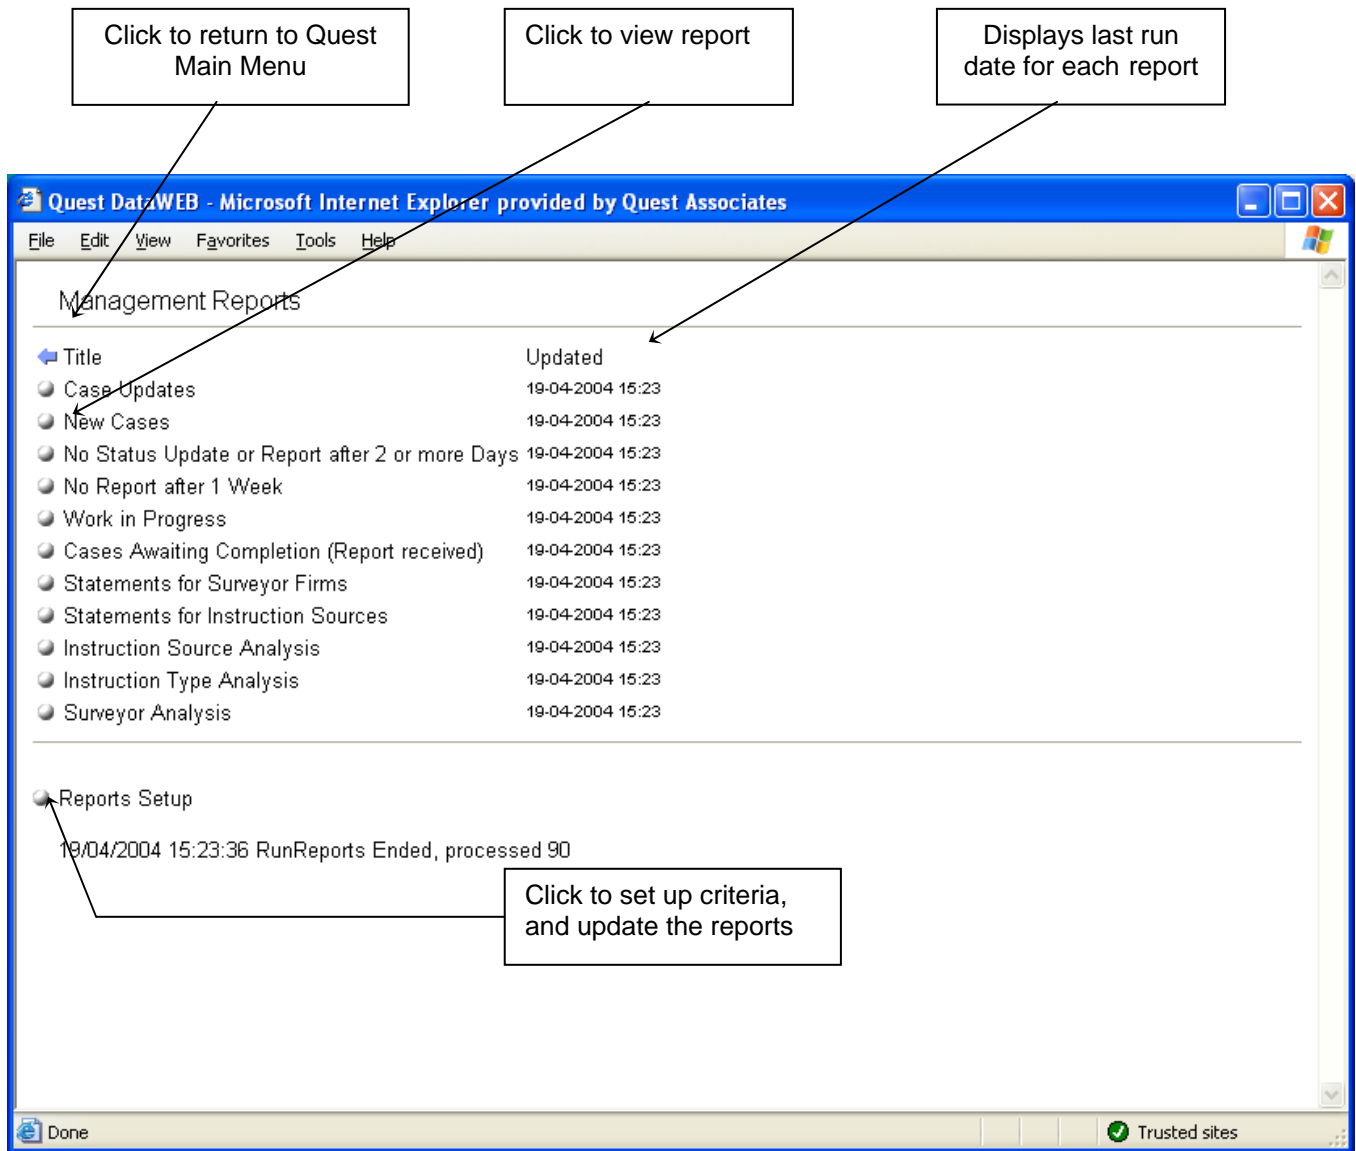 Click to return to Quest
Main Menu
Click to view report
Displays last run
date for each report
Quest DataWEB - Microsoft Internet Explorer provided by Quest Associates
File Edit View Favorites Tools Help
Management Reports
Title Updated
Case Updates 19-04-2004 15:23
New Cases 19-04-2004 15:23
No Status Update or Report after 2 or more Days 19-04-2004 15:23
No Report after 1 Week 19-04-2004 15:23
Work in Progress 19-04-2004 15:23
Cases Awaiting Completion (Report received) 19-04-2004 15:23
Statements for Surveyor Firms 19-04-2004 15:23
Statements for Instruction Sources 19-04-2004 15:23
Instruction Source Analysis 19-04-2004 15:23
Instruction Type Analysis 19-04-2004 15:23
Surveyor Analysis 19-04-2004 15:23
Reports Setup
19/04/2004 15:23:36 RunReports Ended, processed 90
Click to set up criteria,
and update the reports
Done Trusted sites